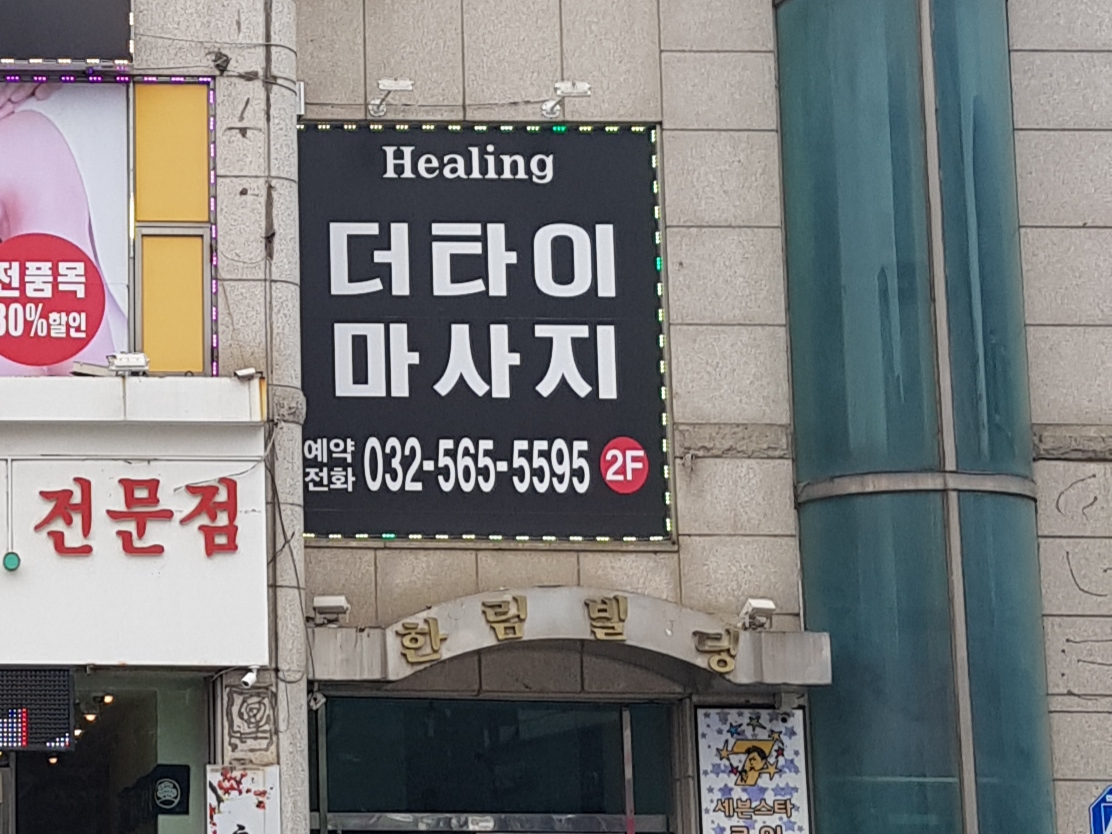 Healing
더타이
마사지
예약
전화
032-565-5595
2F
전품목
30%할인
전문점
한림빌딩
세븐스타